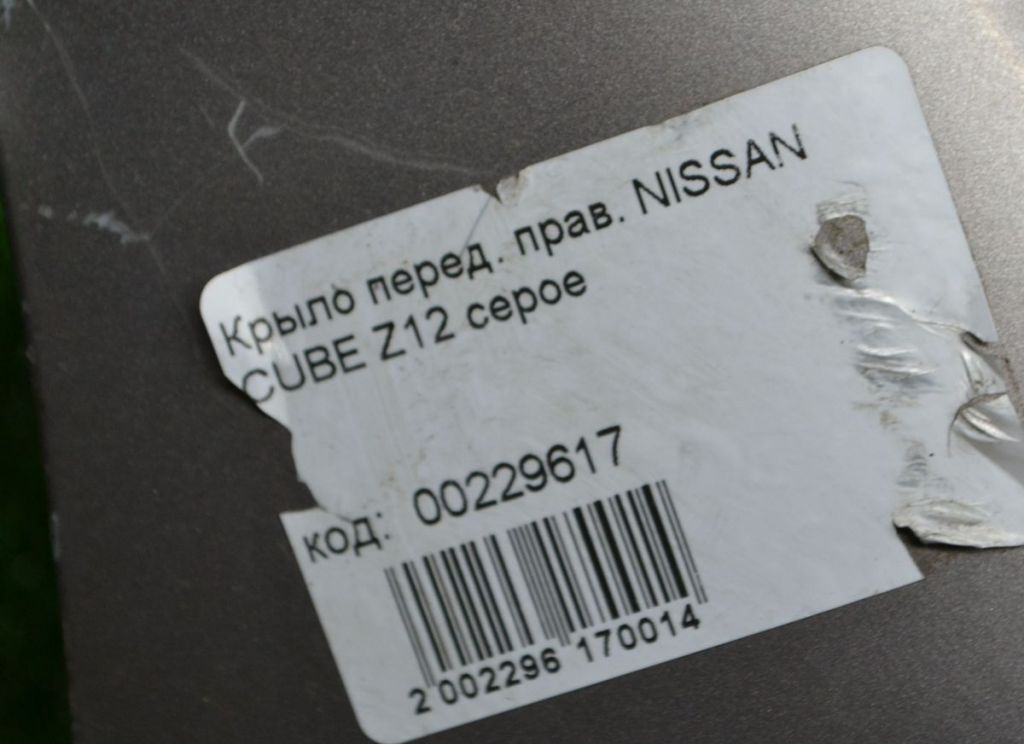 Крыло перед. прав. NISSAN
CUBE Z12 серое
код: 00229617
2 002296 170014